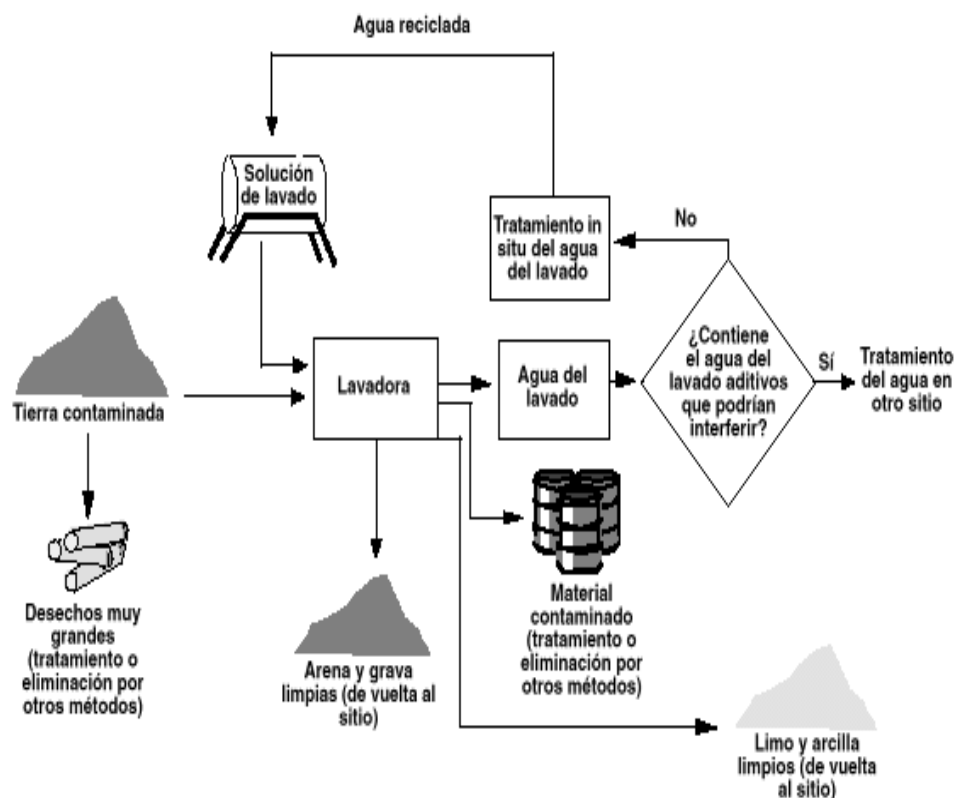 Agua reciclada
Solución
de lavado
Tratamiento in
situ del agua
del lavado
No
¿Contiene
el agua del
lavado aditivos
que podrían
interferir?
Sí
Tratamiento
del agua en
otro sitio
Tierra contaminada
Lavadora
Agua del
lavado
Desechos muy
grandes
(tratamiento o
eliminación por
otros métodos)
Arena y grava
limpias (de vuelta al
sitio)
Material
contaminado
(tratamiento o
eliminación por
otros métodos)
Limo y arcilla
limpios (de vuelta
al sitio)